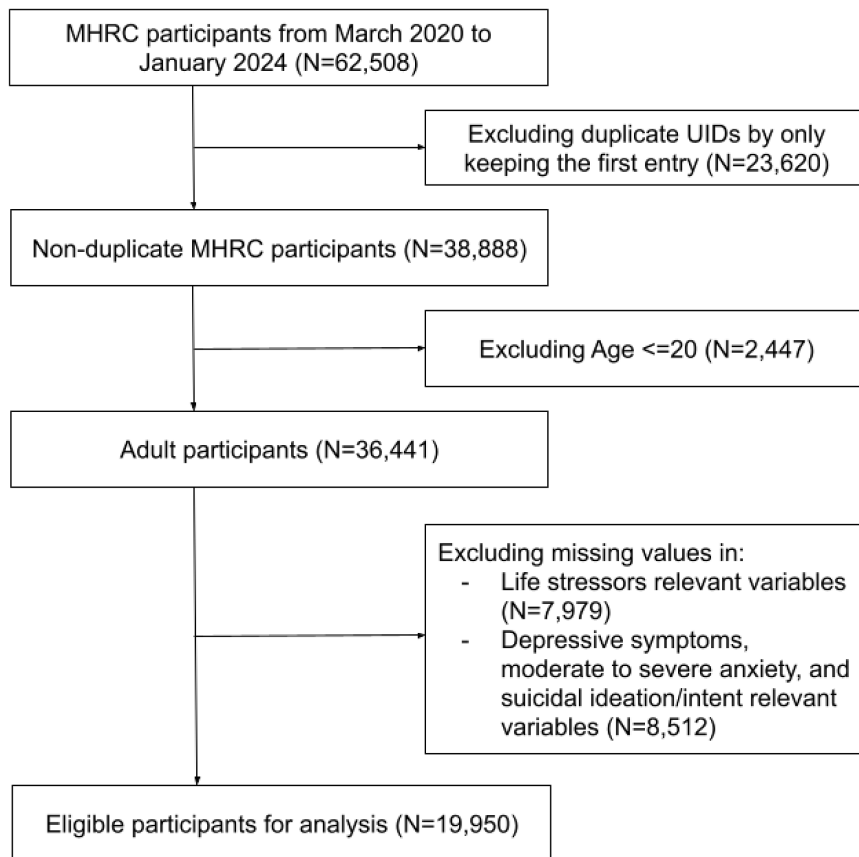 MHRC participants from March 2020 to
January 2024 (N=62,508)
Excluding duplicate UIDs by only
keeping the first entry (N=23,620)
Non-duplicate MHRC participants (N=38,888)
Excluding Age <=20 (N=2,447)
Adult participants (N=36,441)
Excluding missing values in:
- Life stressors relevant variables
(N=7,979)
- Depressive symptoms,
moderate to severe anxiety, and
suicidal ideation/intent relevant
variables (N=8,512)
Eligible participants for analysis (N=19,950)